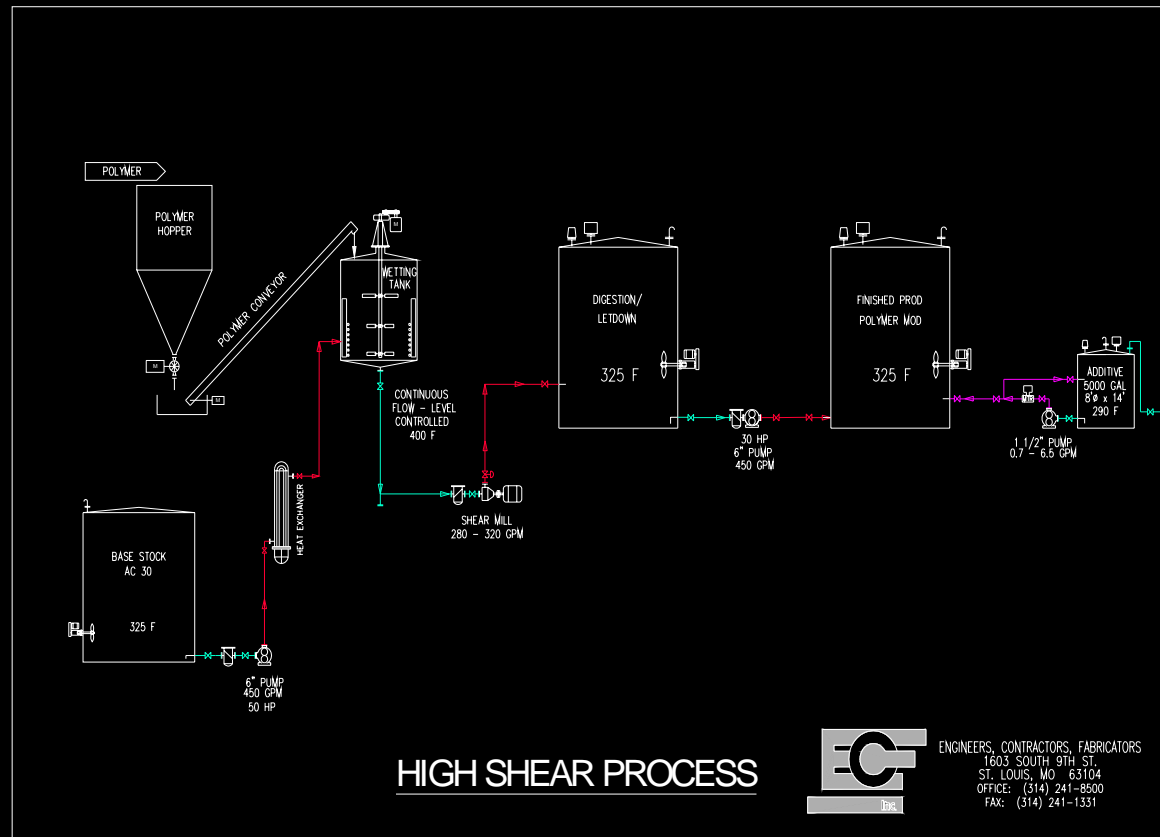 POLYMER
POLYMER
HOPPER
POLYMER CONVEYOR
M
M
M
WETTING
TANK
CONTINUOUS
FLOW - LEVEL
CONTROLLED
400 F
HEAT EXCHANGER
BASE STOCK
AC 30
325 F
6" PUMP
450 GPM
50 HP
SHEAR MILL
280 - 320 GPM
DIGESTION/
LETDOWN
325 F
30 HP
6" PUMP
450 GPM
FINISHED PROD
POLYMER MOD
325 F
ADDITIVE
5000 GAL
8'ø x 14'
290 F
1 1/2" PUMP
0.7 - 6.5 GPM
HIGH SHEAR PROCESS
ECF
Inc.
ENGINEERS, CONTRACTORS, FABRICATORS
1603 SOUTH 9TH ST.
ST. LOUIS, MO 63104
OFFICE: (314) 241-8500
FAX: (314) 241-1331